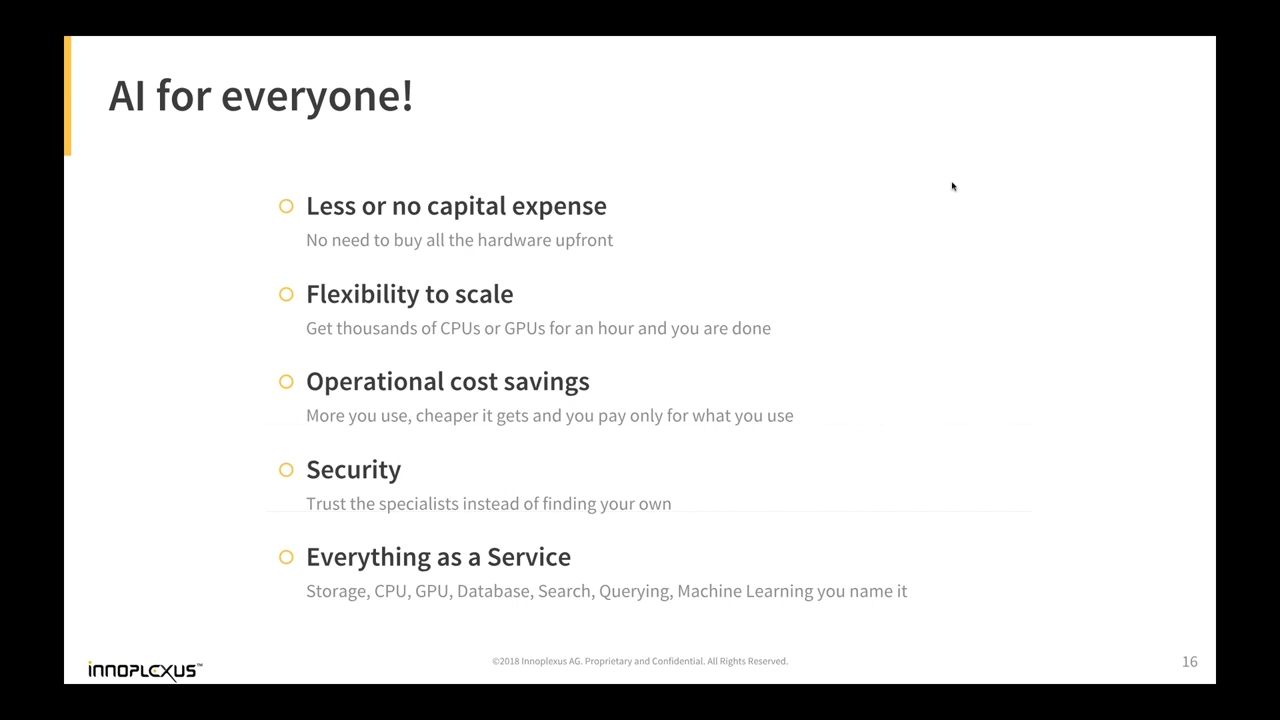 AI for everyone!
Less or no capital expense
No need to buy all the hardware upfront
Flexibility to scale
Get thousands of CPUs or GPUs for an hour and you are done
Operational cost savings
More you use, cheaper it gets and you pay only for what you use
Security
Trust the specialists instead of finding your own
Everything as a Service
Storage, CPU, GPU, Database, Search, Querying, Machine Learning you name it
INNOPLEXUS™
©2018 Innoplexus AG. Proprietary and Confidential. All Rights Reserved.
16